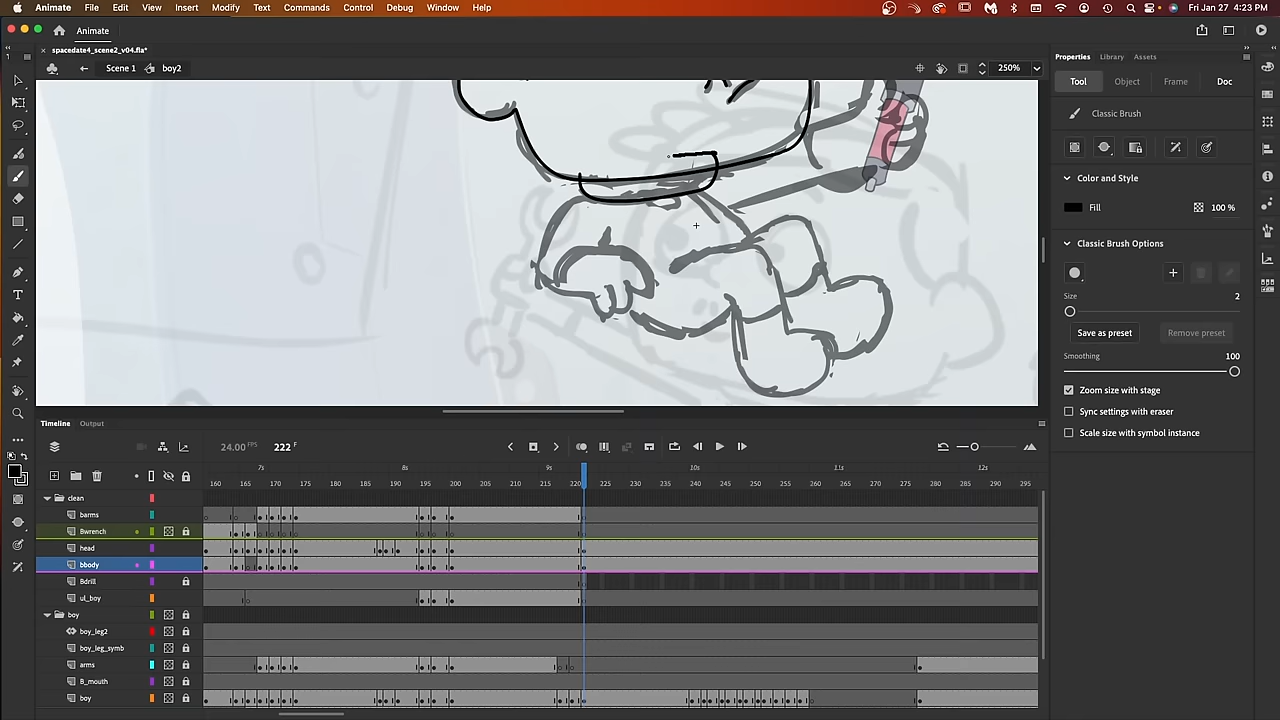 Animate File Edit View Insert Modify Text Commands Control Debug Window Help Fri Jan 27 4:23 PM
Animate
spacedate4_scene2_v04.fla*
Scene 1 boy2 250%
Properties Library Assets
Tool Object Frame Doc
Classic Brush
Color and Style
Fill 100 %
Classic Brush Options
Size 2
Save as preset Remove preset
Smoothing 100
Zoom size with stage
Sync settings with eraser
Scale size with symbol instance
Timeline Output
24.00 FPS 222 F
7s 8s 9s 10s 11s 12s
160 165 170 175 180 185 190 195 200 205 210 215 220 225 230 235 240 245 250 255 260 265 270 275 280 285 290 295
clean
barms
Bwrench
head
bbody
Bdrill
ul_boy
boy
boy_leg2
boy_leg_symb
arms
B_mouth
boy